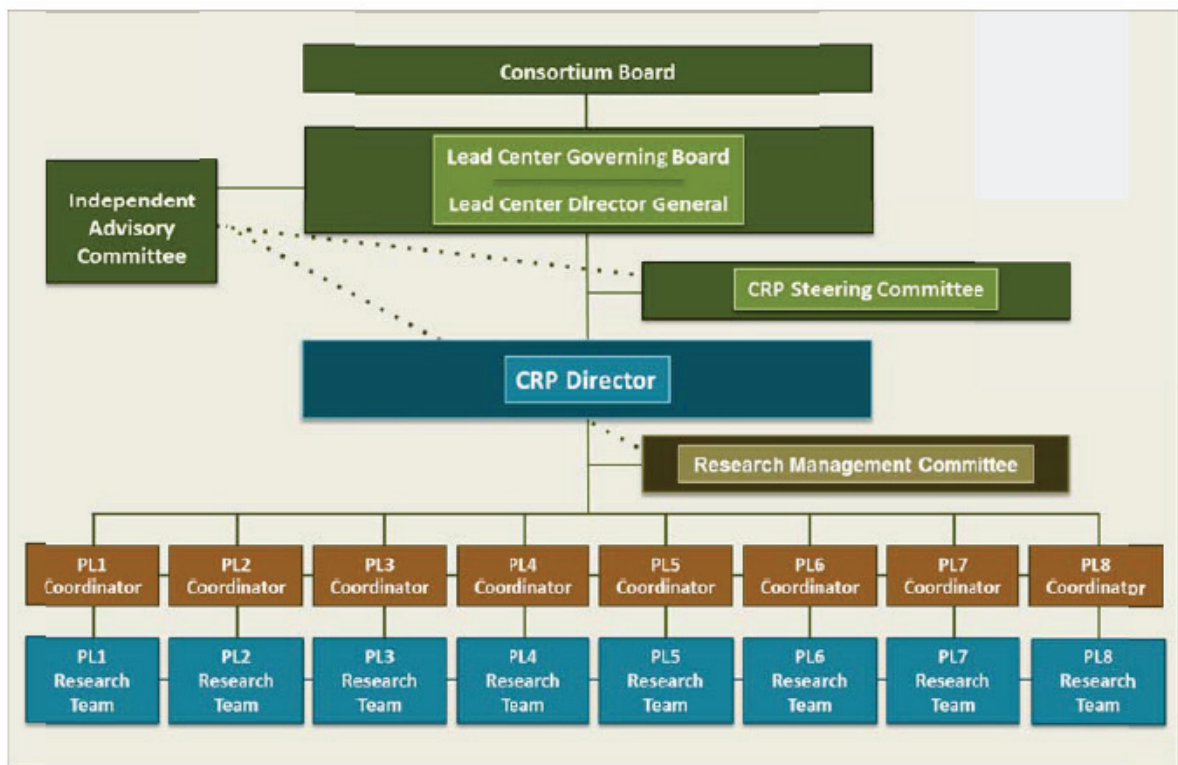 Consortium Board
Lead Center Governing Board
Lead Center Director General
Independent
Advisory
Committee
CRP Steering Committee
CRP Director
Research Management Committee
PL1
Coordinator
PL2
Coordinator
PL3
Coordinator
PL4
Coordinator
PL5
Coordinator
PL6
Coordinator
PL7
Coordinator
PL8
Coordinator
PL1
Research
Team
PL2
Research
Team
PL3
Research
Team
PL4
Research
Team
PL5
Research
Team
PL6
Research
Team
PL7
Research
Team
PL8
Research
Team